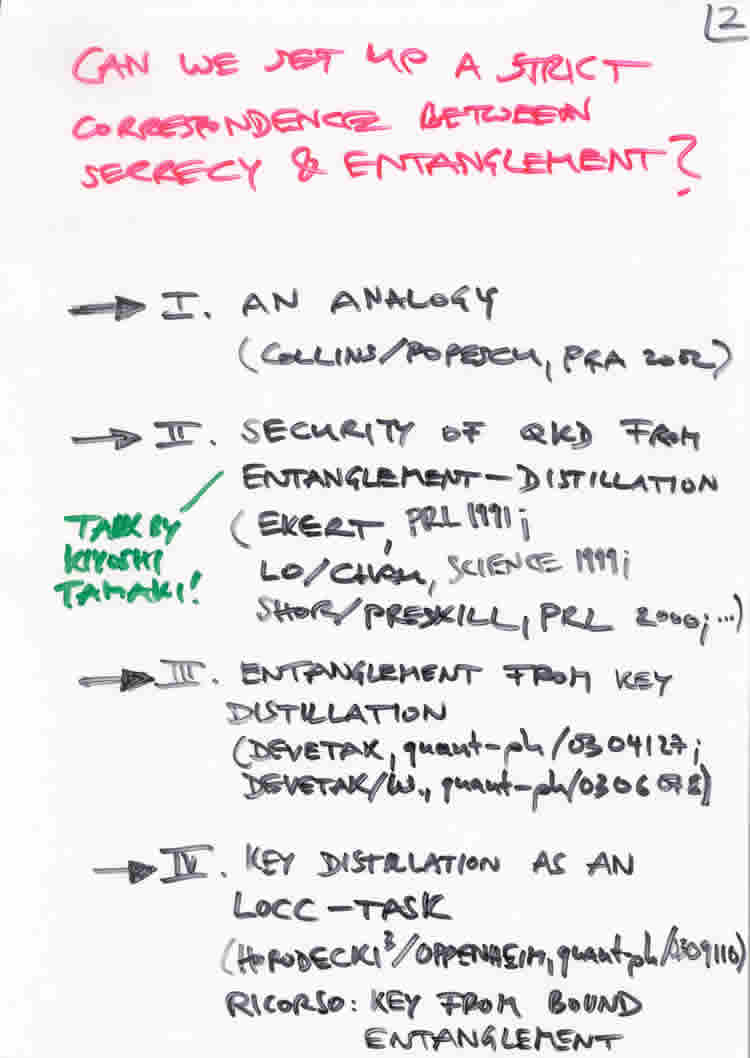 2
CAN WE SET UP A STRICT
CORRESPONDENCE BETWEEN
SECRECY & ENTANGLEMENT?
→ I. AN ANALOGY
(COLLINS/POPESCU, PRA 2002)
→ II. SECURITY OF QKD FROM
ENTANGLEMENT-DISTILLATION
(EKERT, PRL 1991;
LO/CHAU, SCIENCE 1999;
SHOR/PRESKILL, PRL 2000; ...)
TALK BY
KIYOSHI
TAMAKI!
→ III. ENTANGLEMENT FROM KEY
DISTILLATION
(DEVETAK, quant-ph/0304127;
DEVETAK/W., quant-ph/0306078)
→ IV. KEY DISTILLATION AS AN
LOCC-TASK
(HORODECKI³/OPPENHEIM, quant-ph/0309110)
RICORSO: KEY FROM BOUND
ENTANGLEMENT